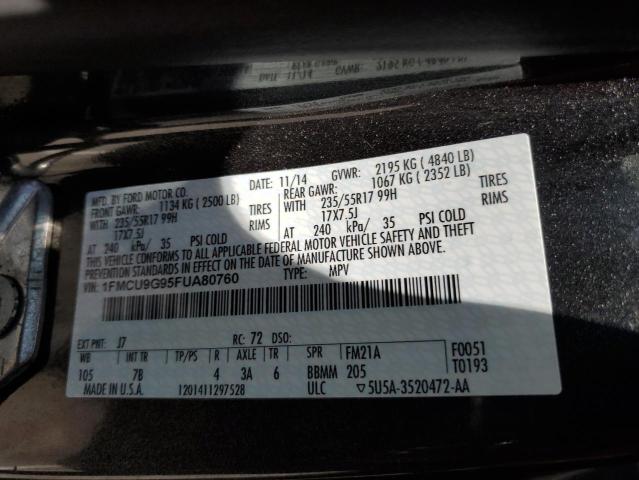 MFD. BY FORD MOTOR CO.
DATE: 11/14 GVWR: 2195 KG ( 4840 LB)
FRONT GAWR: 1134 KG ( 2500 LB) REAR GAWR: 1067 KG ( 2352 LB)
WITH 235/55R17 99H TIRES WITH 235/55R17 99H TIRES
17X7.5J RIMS 17X7.5J RIMS
AT 240 kPa/ 35 PSI COLD AT 240 kPa/ 35 PSI COLD
THIS VEHICLE CONFORMS TO ALL APPLICABLE FEDERAL MOTOR VEHICLE SAFETY AND THEFT
PREVENTION STANDARDS IN EFFECT ON THE DATE OF MANUFACTURE SHOWN ABOVE.
VIN: 1FMCU9G95FUA80760 TYPE: MPV
EXT PNT: J7 RC: 72 DSO: F0051
WB INT TR TP/PS R AXLE TR SPR FM21A T0193
105 7B 4 3A 6 BBMM 205
MADE IN U.S.A. 1201411297528 ULC ▽5U5A-3520472-AA